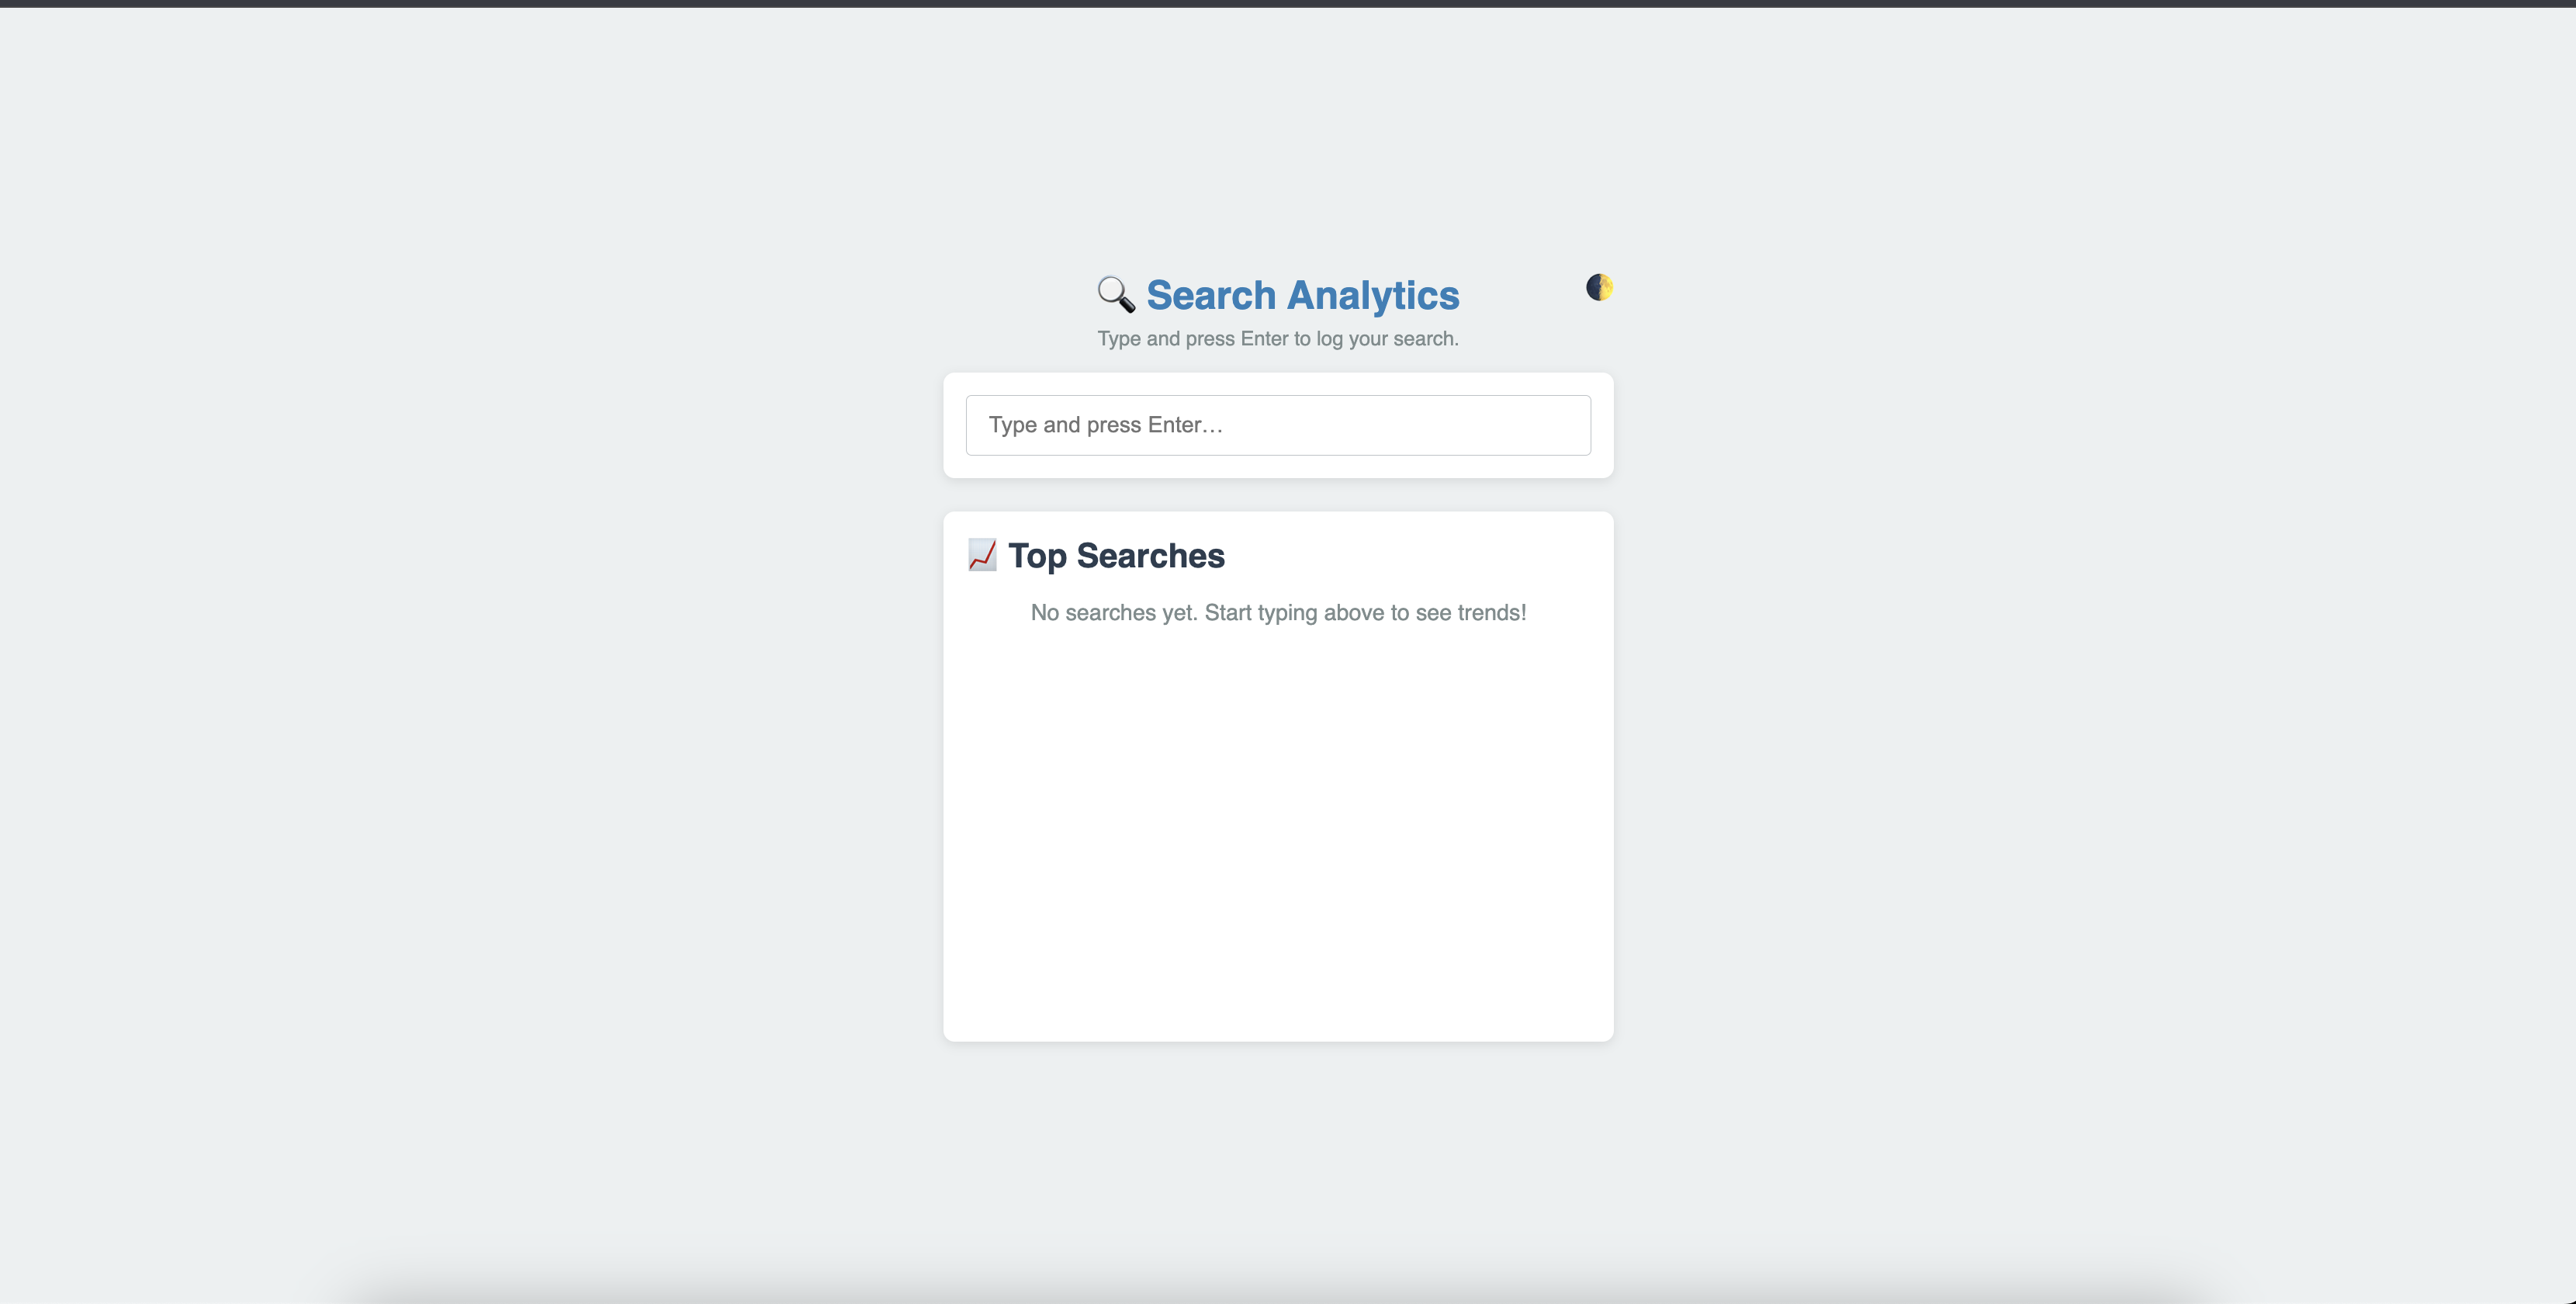 🔍 Search Analytics
Type and press Enter to log your search.
Type and press Enter…
📈 Top Searches
No searches yet. Start typing above to see trends!